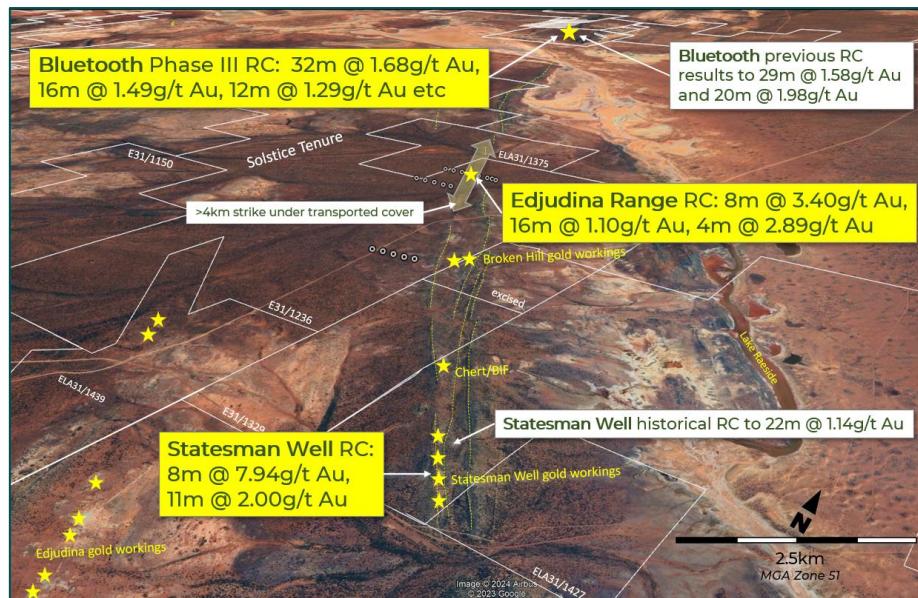 Bluetooth Phase III RC: 32m @ 1.68g/t Au,
16m @ 1.49g/t Au, 12m @ 1.29g/t Au etc
Bluetooth previous RC
results to 29m @ 1.58g/t Au
and 20m @ 1.98g/t Au
E31/1150
Solstice Tenure
ELA31/1375
>4km strike under transported cover
Edjudina Range RC: 8m @ 3.40g/t Au,
16m @ 1.10g/t Au, 4m @ 2.89g/t Au
Broken Hill gold workings
excised
E31/1236
Lake Raeside
Chert/BIF
ELA31/1439
E31/1329
Statesman Well historical RC to 22m @ 1.14g/t Au
Statesman Well RC:
8m @ 7.94g/t Au,
11m @ 2.00g/t Au
Statesman Well gold workings
Edjudina gold workings
N
2.5km
MGA Zone 51
ELA31/1427
Image © 2024 Airbus
© 2023 Google